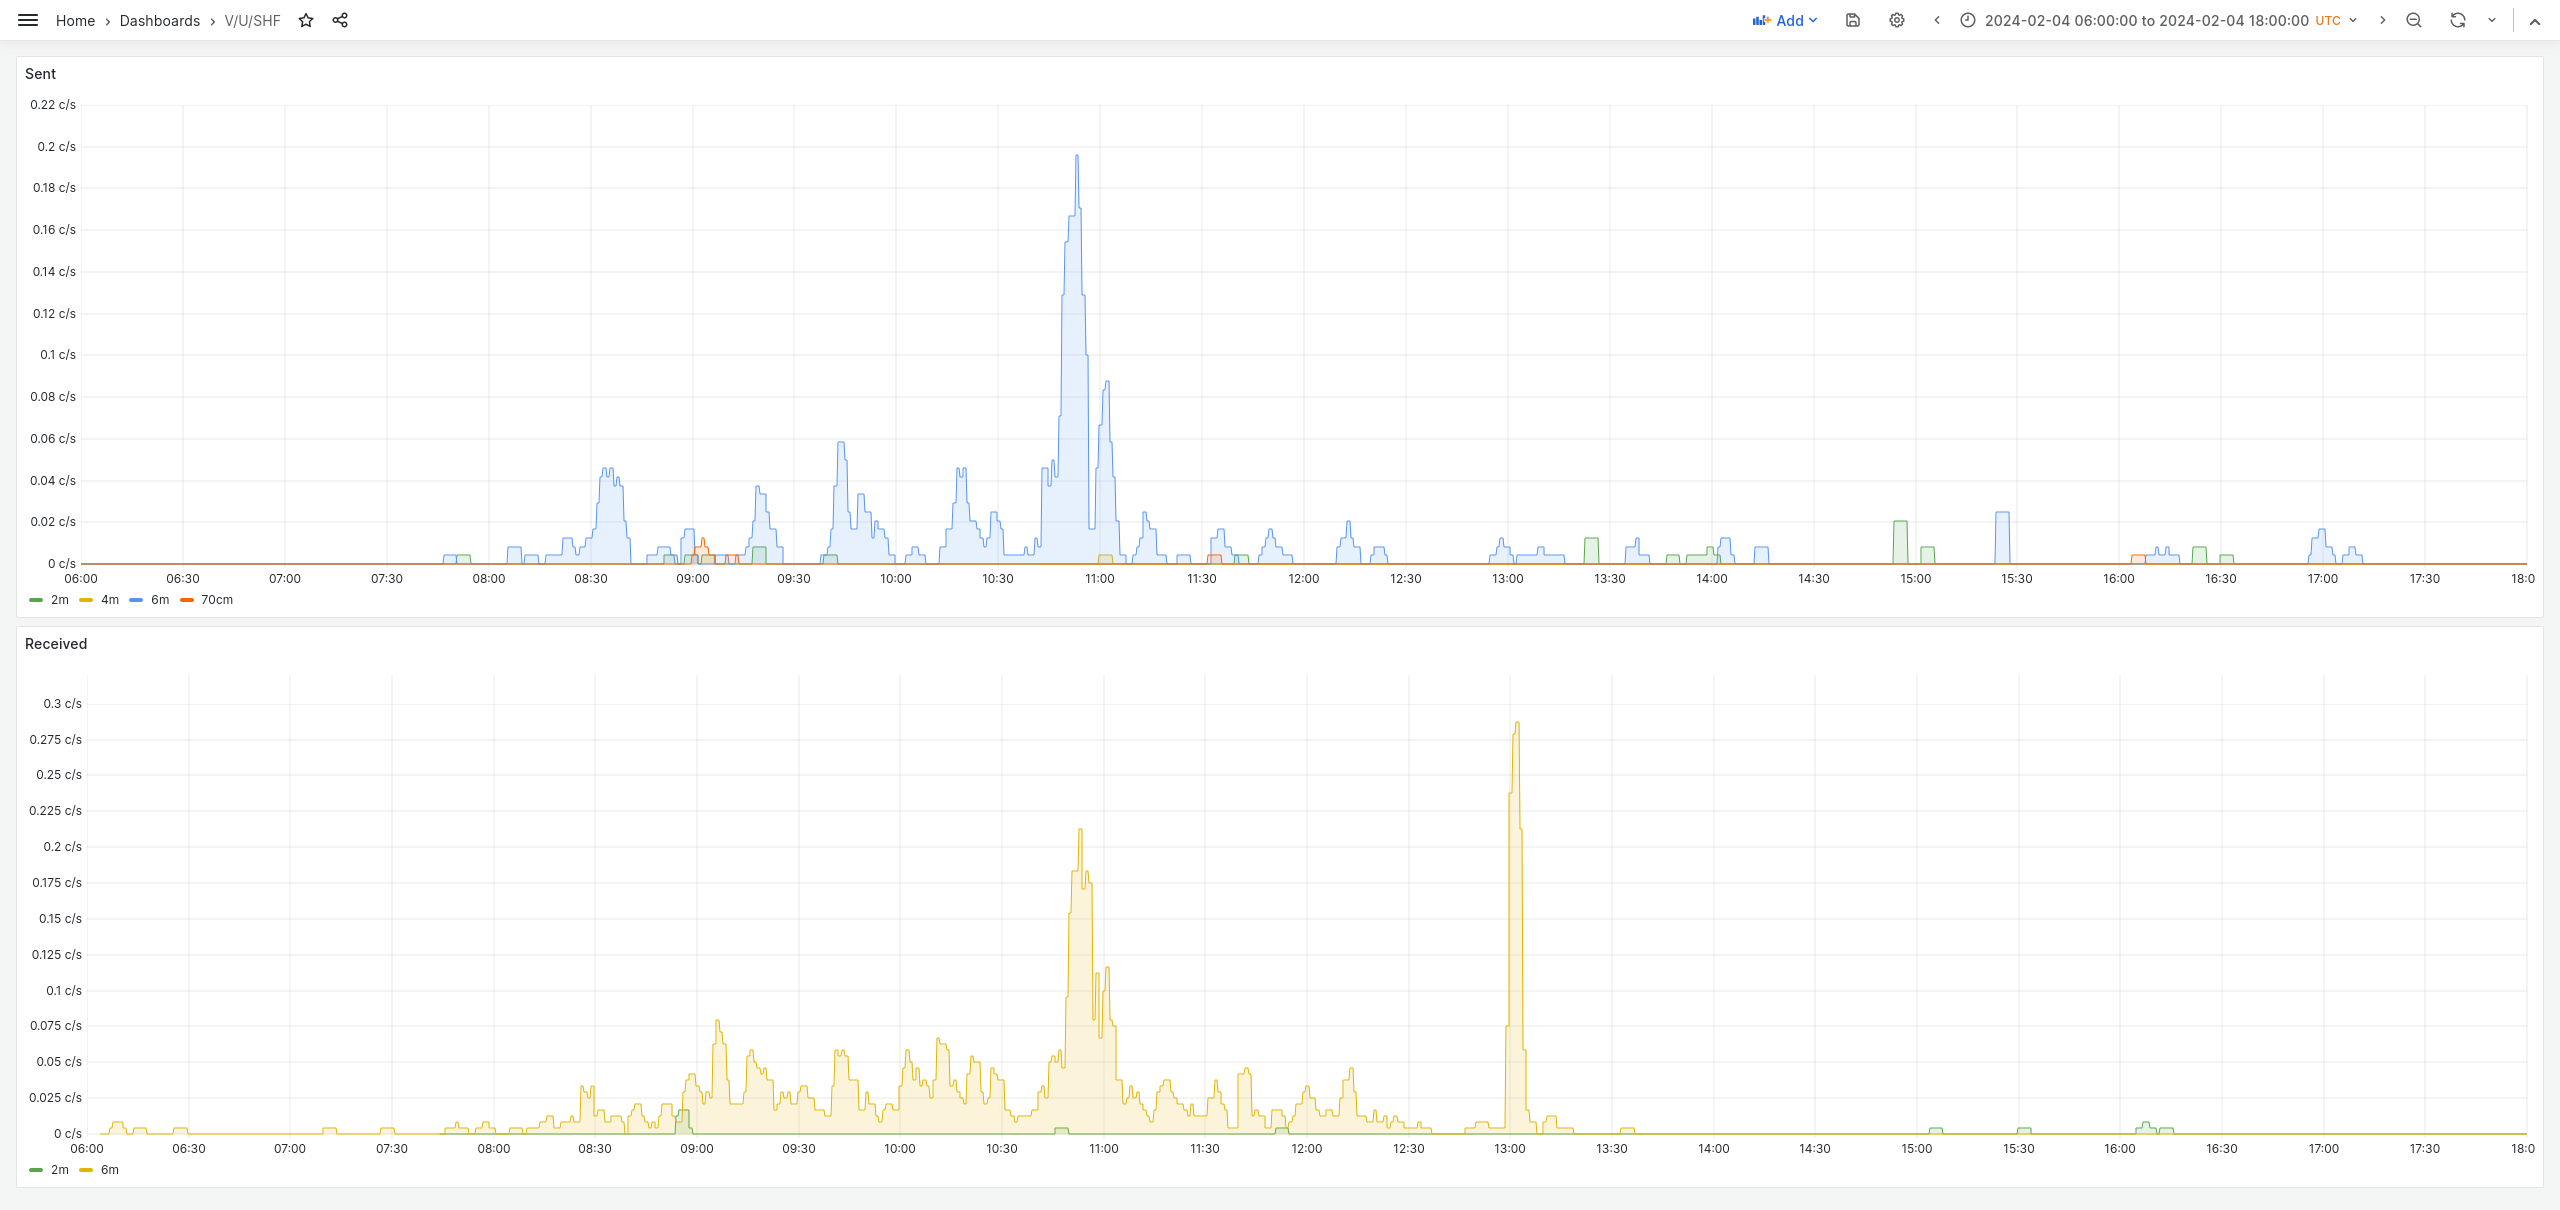 Home › Dashboards › V/U/SHF Add 2024-02-04 06:00:00 to 2024-02-04 18:00:00 UTC
Sent
0.22 c/s
0.2 c/s
0.18 c/s
0.16 c/s
0.14 c/s
0.12 c/s
0.1 c/s
0.08 c/s
0.06 c/s
0.04 c/s
0.02 c/s
0 c/s
06:00 06:30 07:00 07:30 08:00 08:30 09:00 09:30 10:00 10:30 11:00 11:30 12:00 12:30 13:00 13:30 14:00 14:30 15:00 15:30 16:00 16:30 17:00 17:30 18:0
2m 4m 6m 70cm
Received
0.3 c/s
0.275 c/s
0.25 c/s
0.225 c/s
0.2 c/s
0.175 c/s
0.15 c/s
0.125 c/s
0.1 c/s
0.075 c/s
0.05 c/s
0.025 c/s
0 c/s
06:00 06:30 07:00 07:30 08:00 08:30 09:00 09:30 10:00 10:30 11:00 11:30 12:00 12:30 13:00 13:30 14:00 14:30 15:00 15:30 16:00 16:30 17:00 17:30 18:0
2m 6m